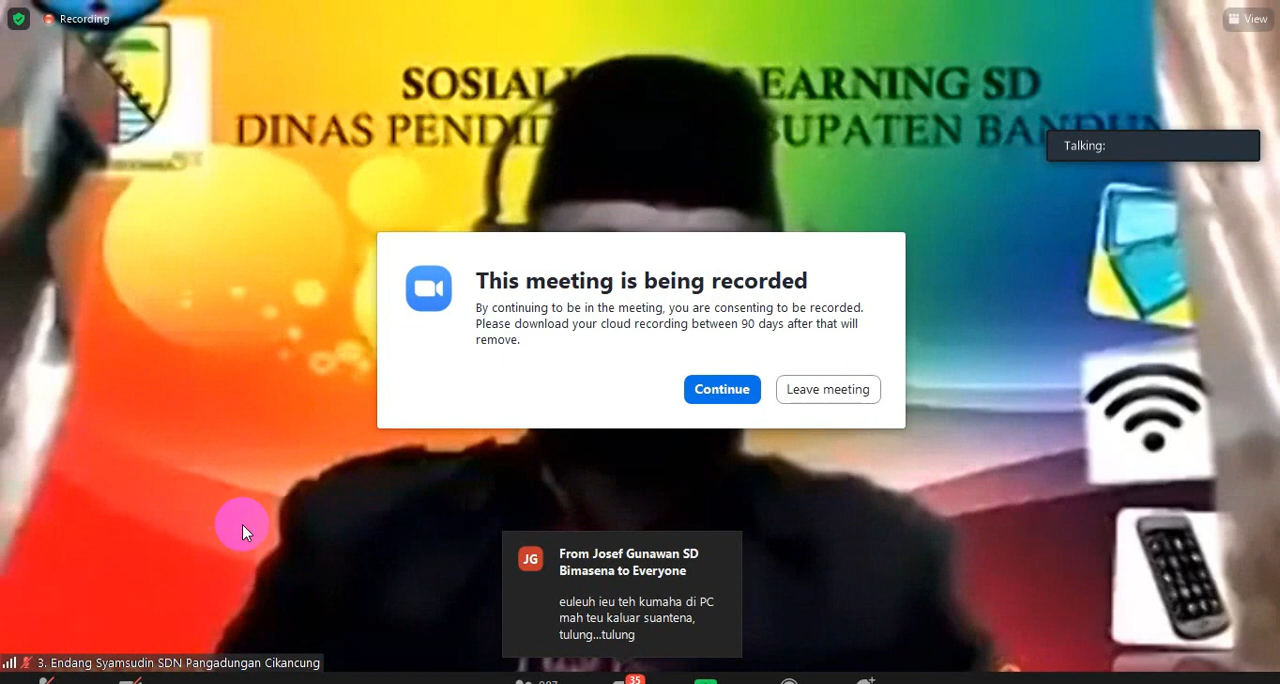 Recording
View
SOSIAL EARNING SD
DINAS PENDID BUPATEN BANDUN
Talking:
This meeting is being recorded
By continuing to be in the meeting, you are consenting to be recorded.
Please download your cloud recording between 90 days after that will
remove.
Continue
Leave meeting
JG
From Josef Gunawan SD
Bimasena to Everyone
euleuh ieu teh kumaha di PC
mah teu kaluar suantena,
tulung...tulung
3. Endang Syamsudin SDN Pangadungan Cikancung
35